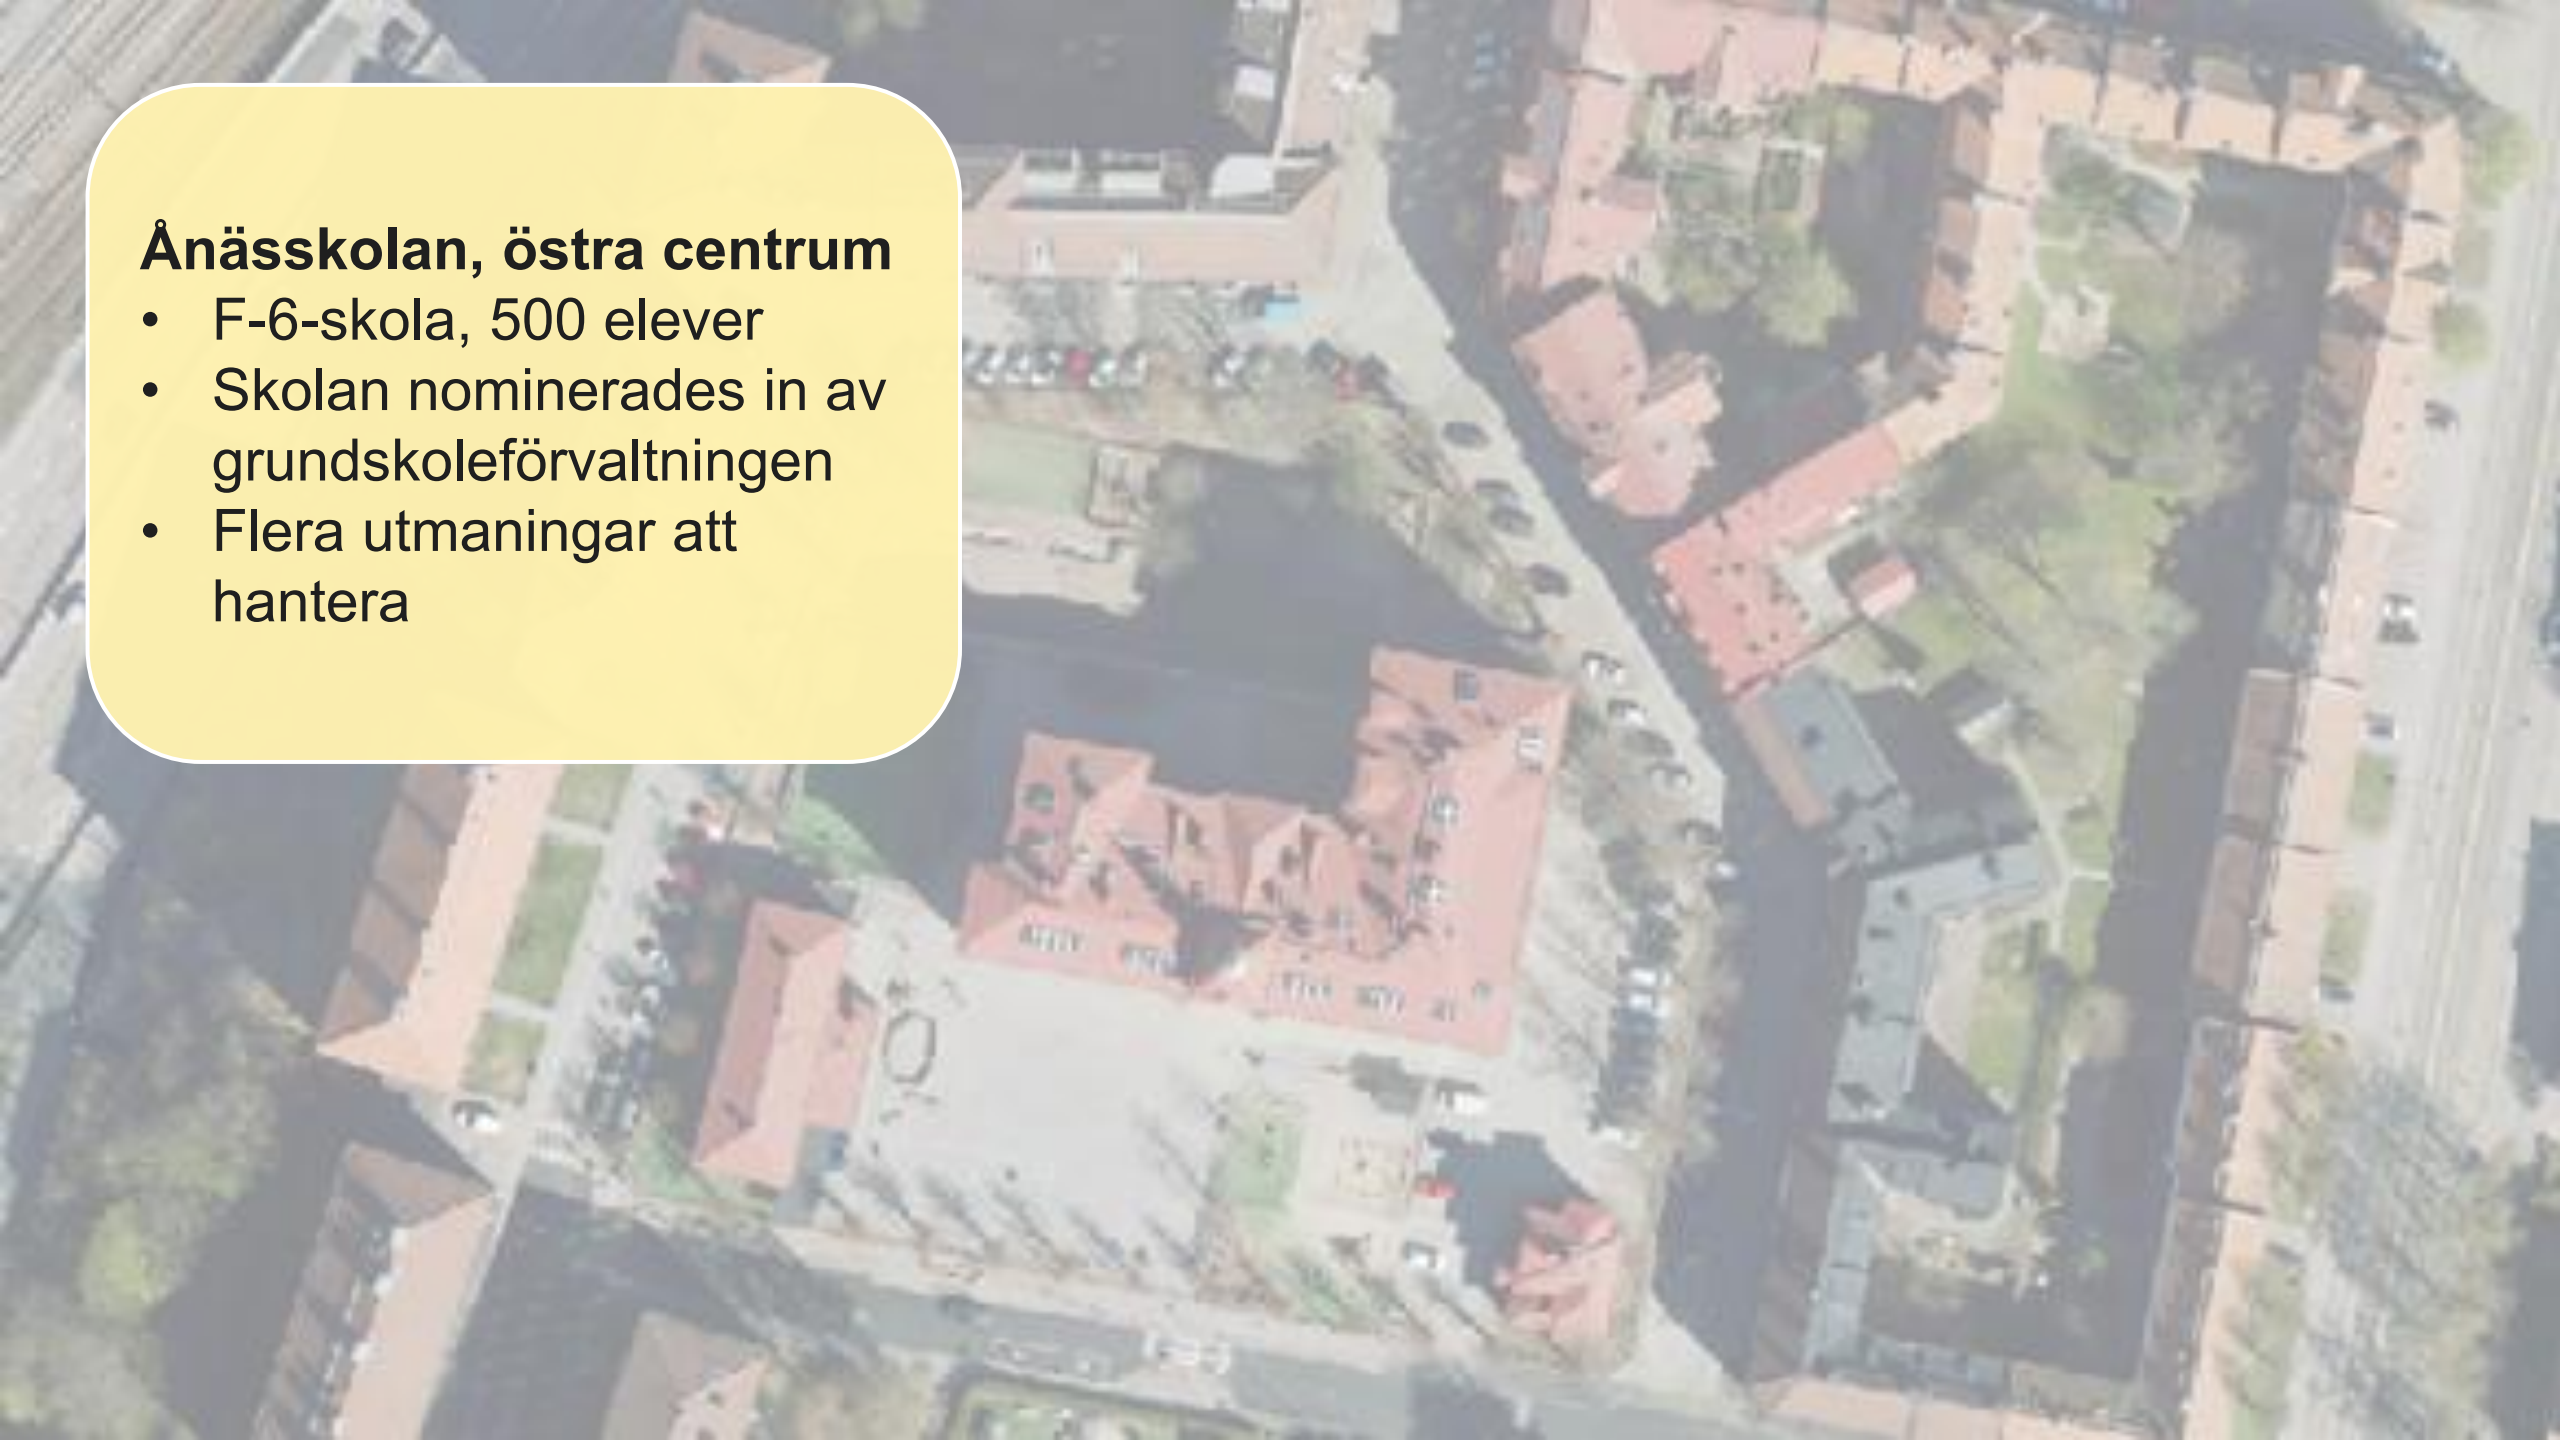 Ånässkolan, östra centrum
• F-6-skola, 500 elever
• Skolan nominerades in av
grundskoleförvaltningen
• Flera utmaningar att
hantera